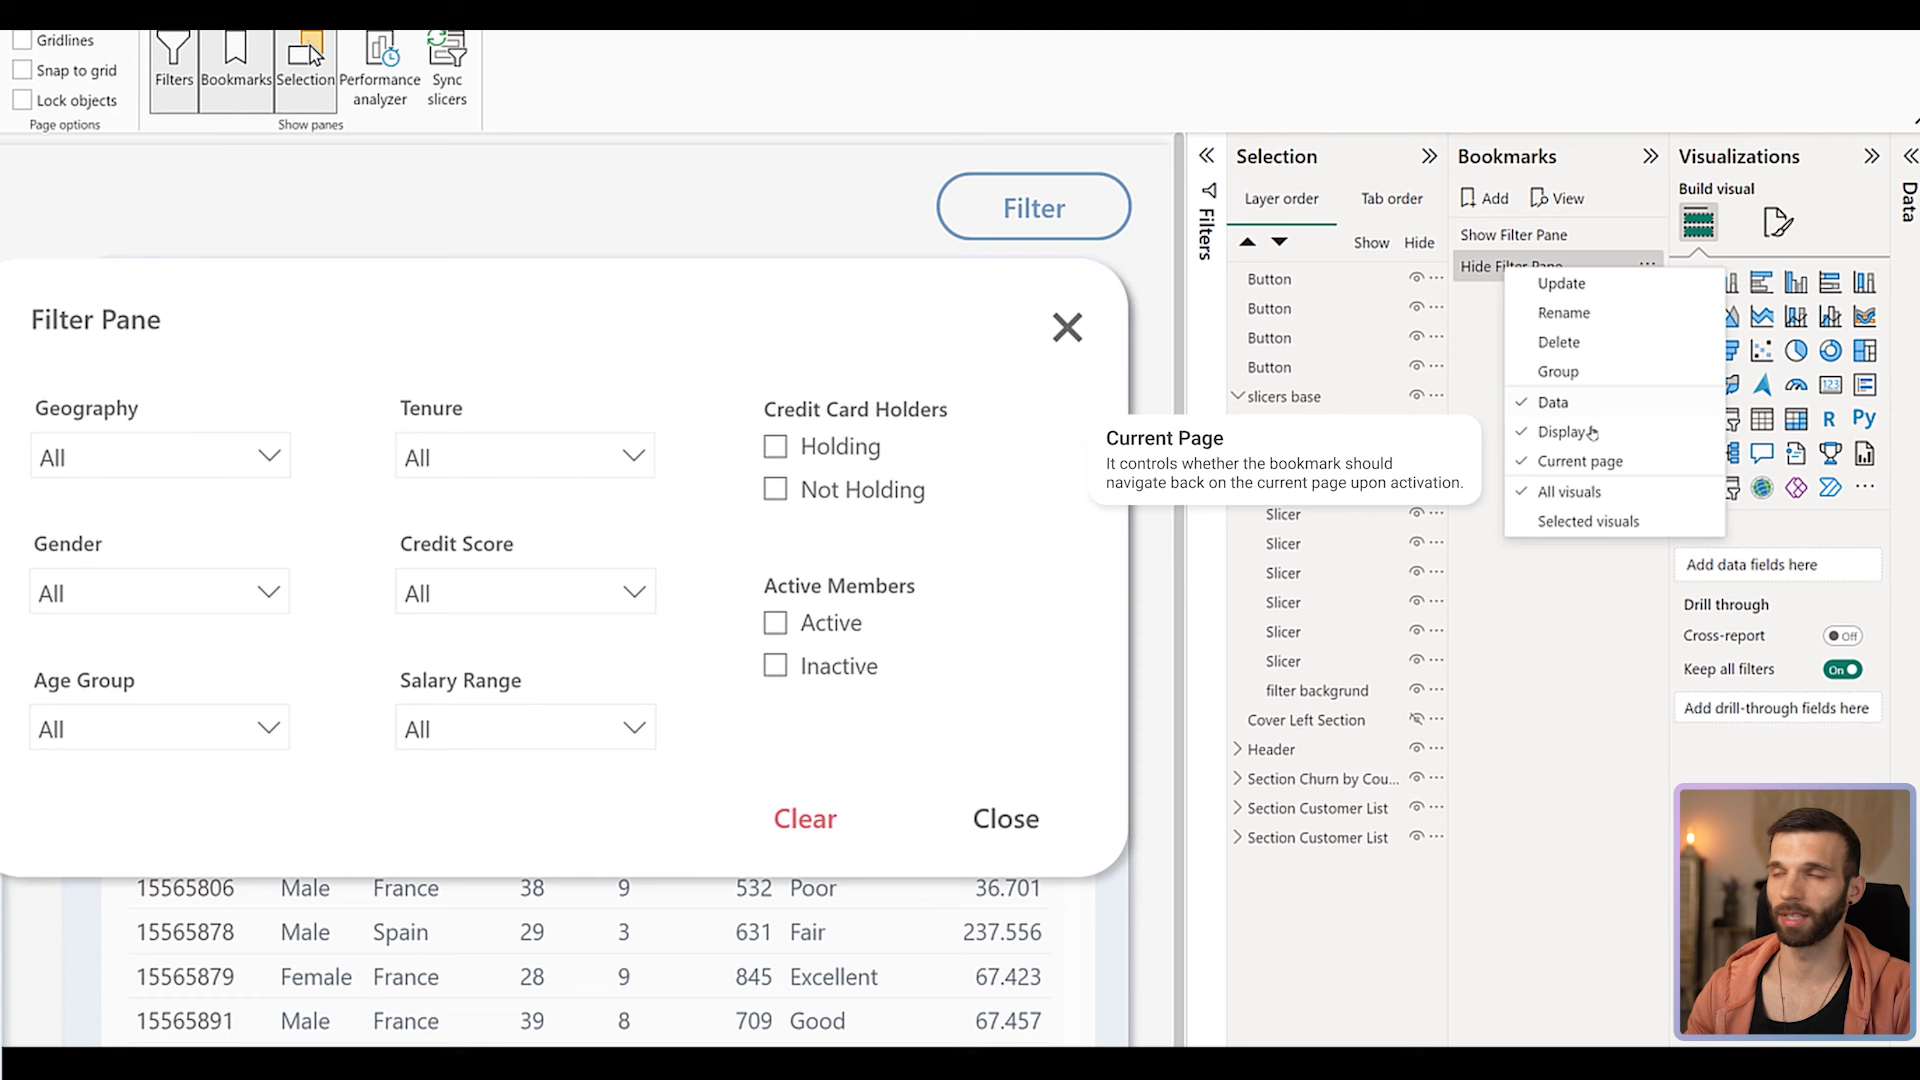 Gridlines
Snap to grid
Lock objects
Page options
Filters
Bookmarks
Selection
Performance
analyzer
Sync
slicers
Show panes
Filter
Filter Pane
Geography
All
Tenure
All
Credit Card Holders
Holding
Not Holding
Gender
All
Credit Score
All
Active Members
Active
Inactive
Age Group
All
Salary Range
All
Clear
Close
15565806 Male France 38 9 532 Poor 36.701
15565878 Male Spain 29 3 631 Fair 237.556
15565879 Female France 28 9 845 Excellent 67.423
15565891 Male France 39 8 709 Good 67.457
Filters
Selection
Layer order
Tab order
Show
Hide
Button
Button
Button
Button
slicers base
Current Page
It controls whether the bookmark should
navigate back on the current page upon activation.
Slicer
Slicer
Slicer
Slicer
Slicer
Slicer
filter backgrund
Cover Left Section
Header
Section Churn by Cou...
Section Customer List
Section Customer List
Bookmarks
Add
View
Show Filter Pane
Hide Filter Pane
Update
Rename
Delete
Group
Data
Display
Current page
All visuals
Selected visuals
Visualizations
Build visual
123
R
Py
Add data fields here
Drill through
Cross-report
Off
Keep all filters
On
Add drill-through fields here
Data